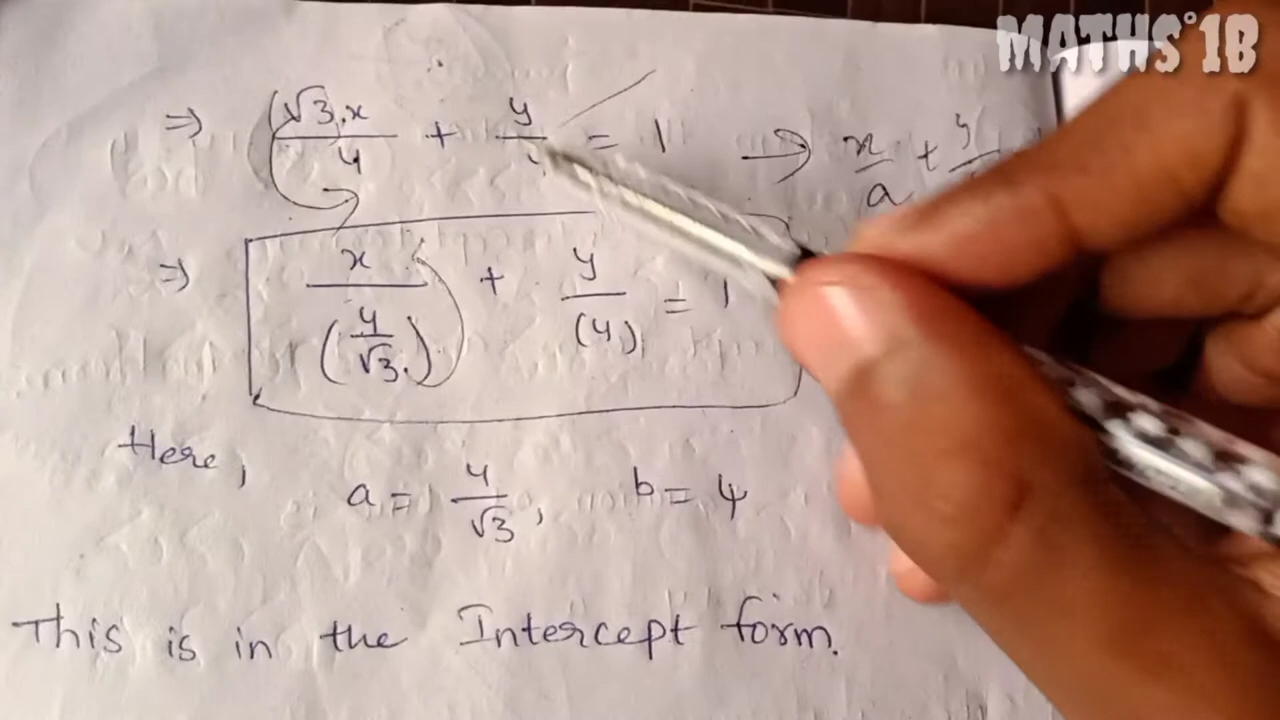 MATHS°1B
⇒ (√3)x/4 + y/4 = 1 → x/a + y/
⇒ x/(4/√3) + y/(4) = 1
Here,
a = 4/√3, b = 4
This is in the Intercept form.